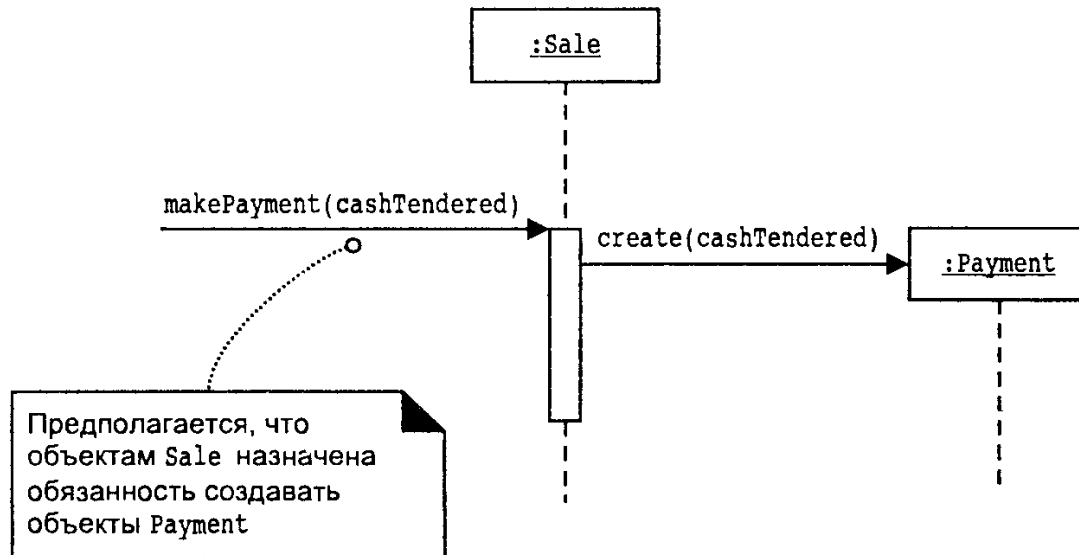 :Sale
makePayment(cashTendered)
create(cashTendered)
:Payment
Предполагается, что
объектам Sale назначена
обязанность создавать
объекты Payment